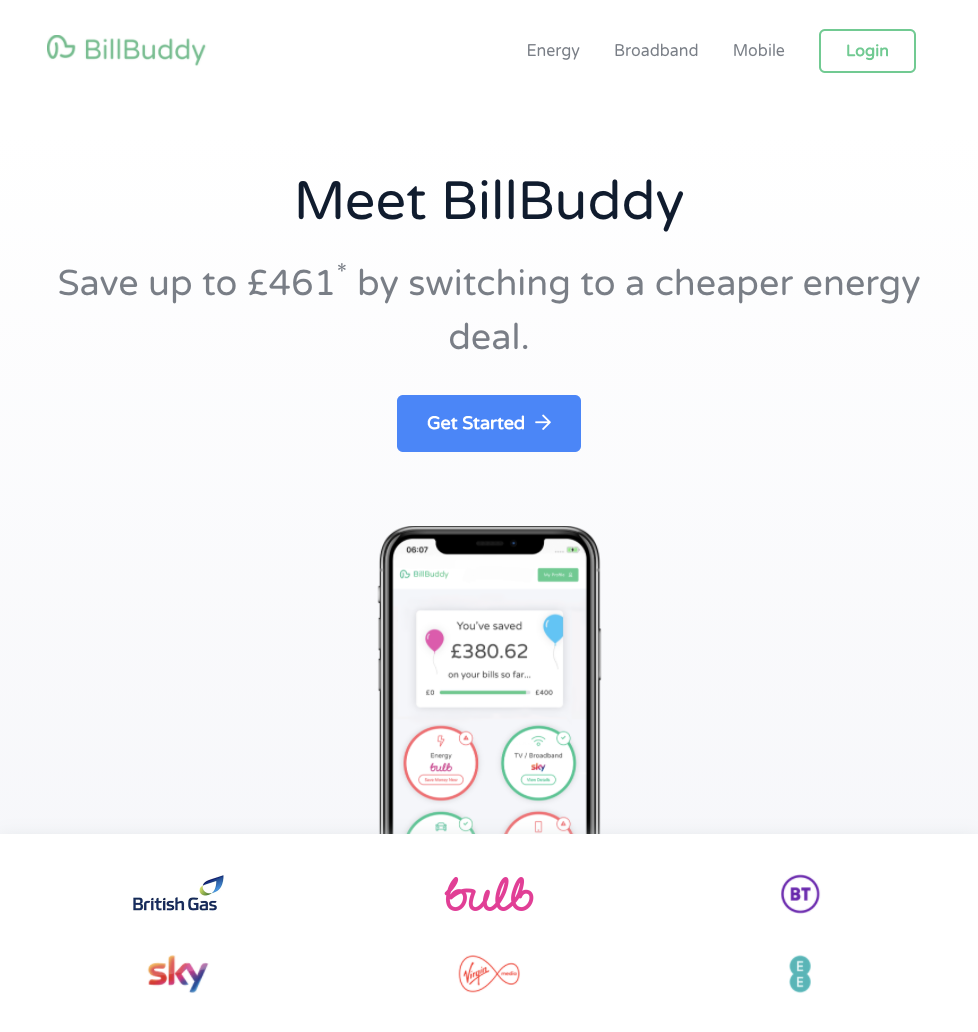 BillBuddy
Energy Broadband Mobile Login
Meet BillBuddy
Save up to £461* by switching to a cheaper energy
deal.
Get Started →
06:07
BillBuddy
You've saved
£380.62
on your bills so far...
£0 £400
Energy TV / Broadband
bulb sky
View Details
British Gas bulb BT
sky Virgin media EE